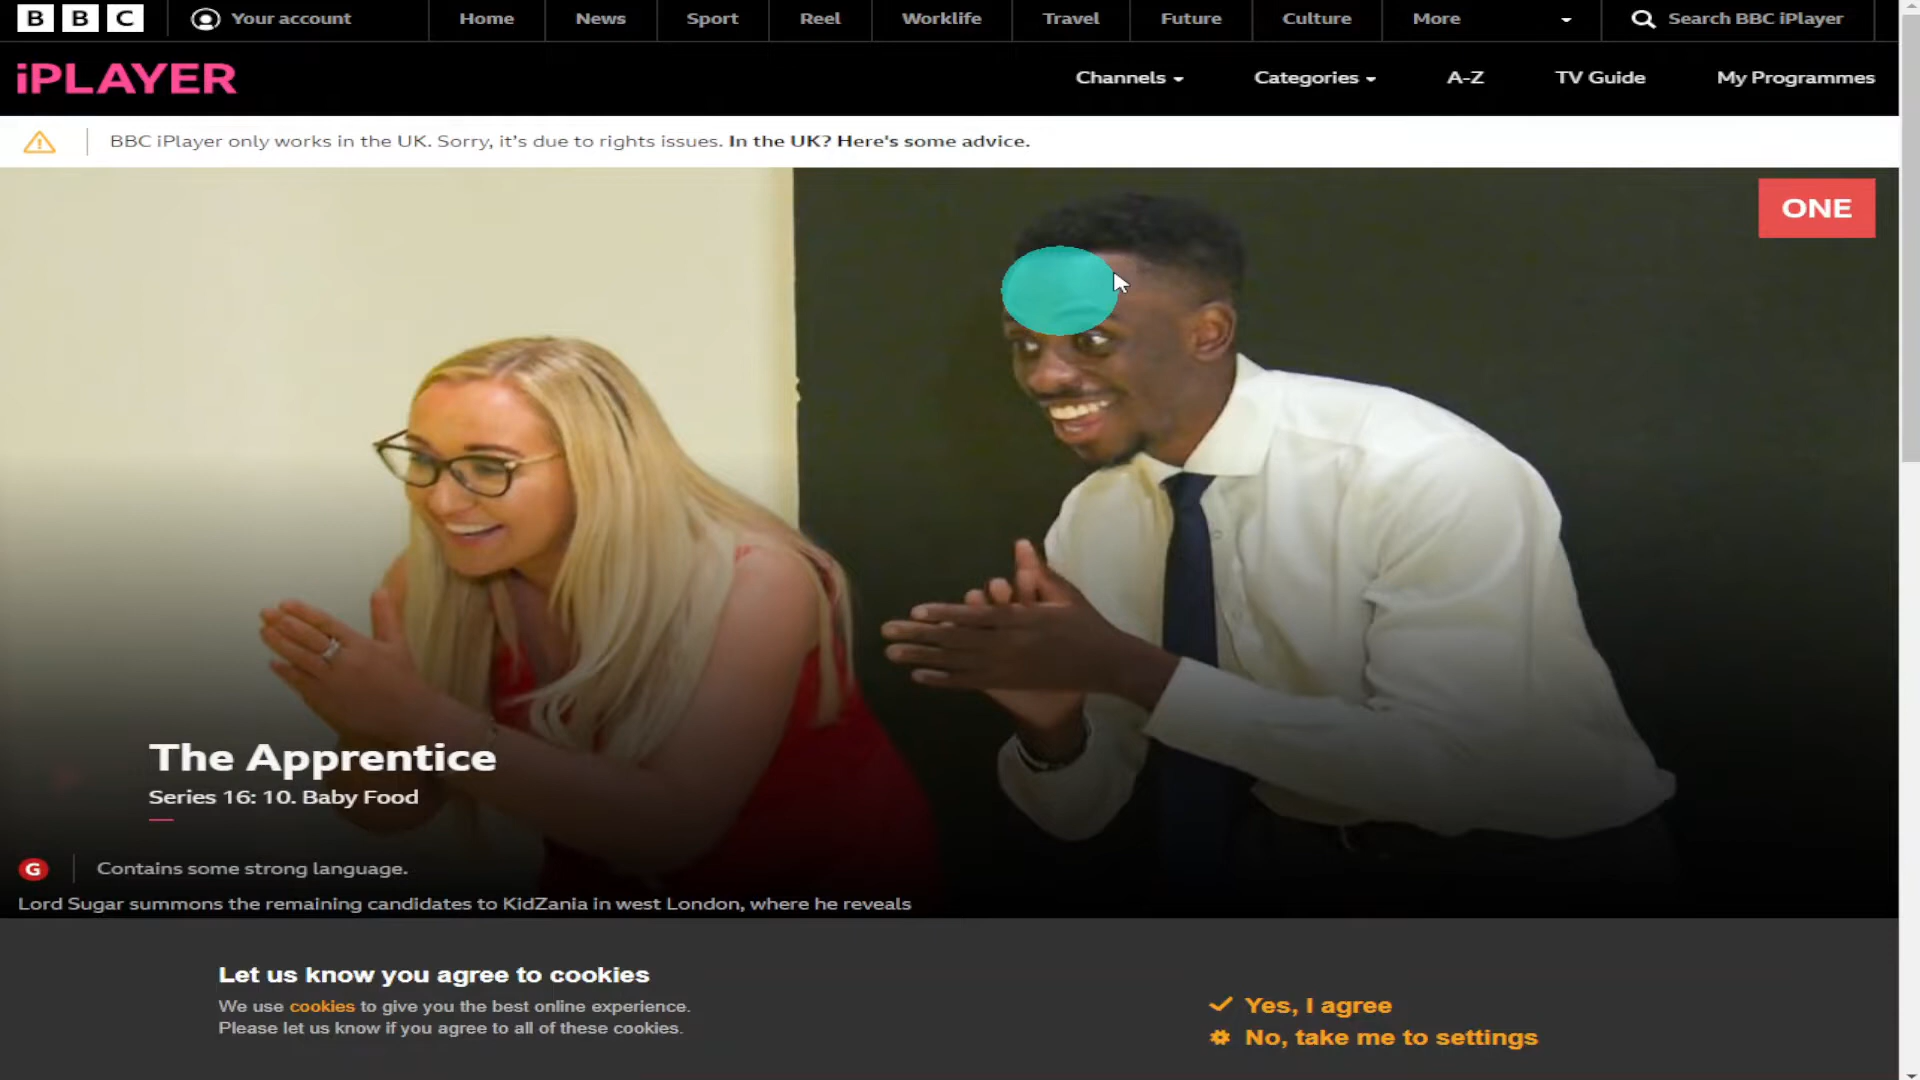 BBC
Your account
Home
News
Sport
Reel
Worklife
Travel
Future
Culture
More
Search BBC iPlayer
iPLAYER
Channels
Categories
A-Z
TV Guide
My Programmes
BBC iPlayer only works in the UK. Sorry, it's due to rights issues. In the UK? Here's some advice.
ONE
The Apprentice
Series 16: 10. Baby Food
G
Contains some strong language.
Lord Sugar summons the remaining candidates to KidZania in west London, where he reveals
Let us know you agree to cookies
We use cookies to give you the best online experience.
Please let us know if you agree to all of these cookies.
Yes, I agree
No, take me to settings